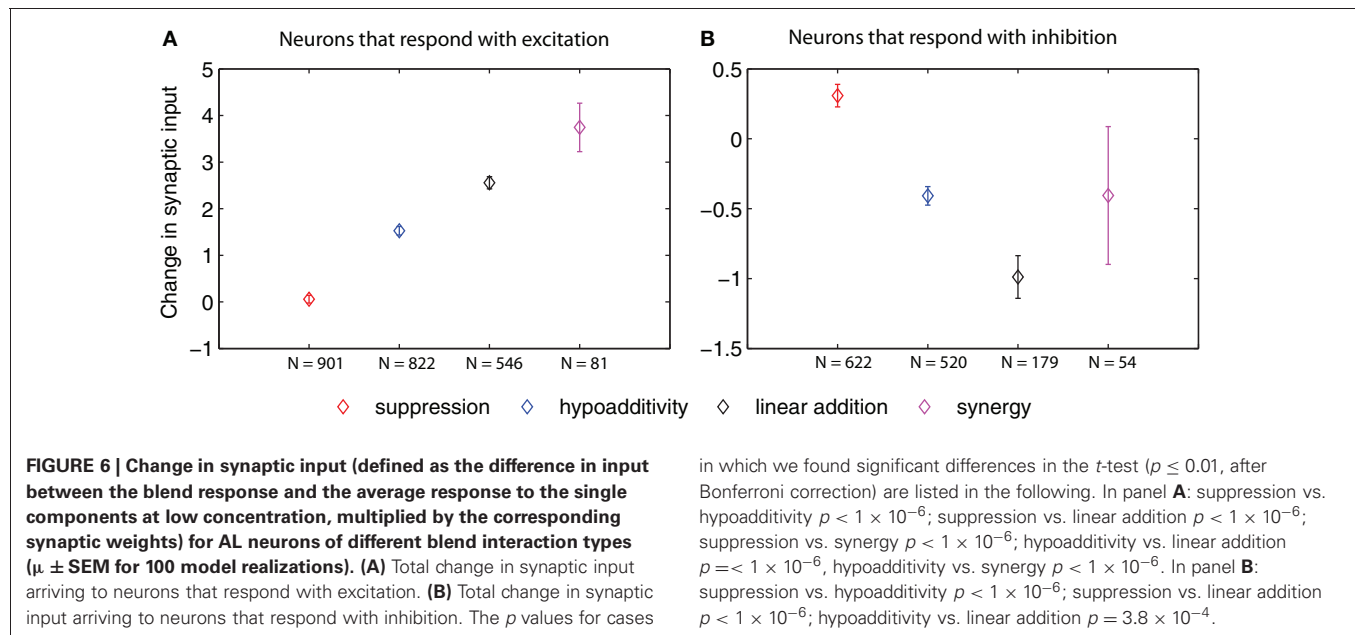 A Neurons that respond with excitation
B Neurons that respond with inhibition
Change in synaptic input
5
4
3
2
1
0
−1
N = 901 N = 822 N = 546 N = 81
0.5
0
−0.5
−1
−1.5
N = 622 N = 520 N = 179 N = 54
suppression hypoadditivity linear addition synergy
FIGURE 6 | Change in synaptic input (defined as the difference in input
between the blend response and the average response to the single
components at low concentration, multiplied by the corresponding
synaptic weights) for AL neurons of different blend interaction types
(μ ± SEM for 100 model realizations). (A) Total change in synaptic input
arriving to neurons that respond with excitation. (B) Total change in synaptic
input arriving to neurons that respond with inhibition. The p values for cases
in which we found significant differences in the t-test (p ≤ 0.01, after
Bonferroni correction) are listed in the following. In panel A: suppression vs.
hypoadditivity p < 1 × 10⁻⁶; suppression vs. linear addition p < 1 × 10⁻⁶;
suppression vs. synergy p < 1 × 10⁻⁶; hypoadditivity vs. linear addition
p =< 1 × 10⁻⁶, hypoadditivity vs. synergy p < 1 × 10⁻⁶. In panel B:
suppression vs. hypoadditivity p < 1 × 10⁻⁶; suppression vs. linear addition
p < 1 × 10⁻⁶; hypoadditivity vs. linear addition p = 3.8 × 10⁻⁴.